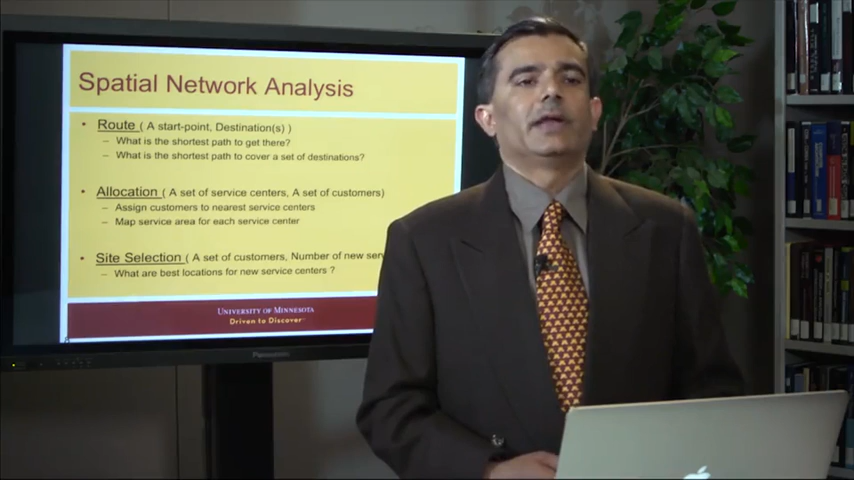 Spatial Network Analysis
• Route ( A start-point, Destination(s) )
– What is the shortest path to get there?
– What is the shortest path to cover a set of destinations?
• Allocation ( A set of service centers, A set of customers)
– Assign customers to nearest service centers
– Map service area for each service center
• Site Selection ( A set of customers, Number of new ser
– What are best locations for new service centers ?
UNIVERSITY OF MINNESOTA
Driven to Discover
Panasonic